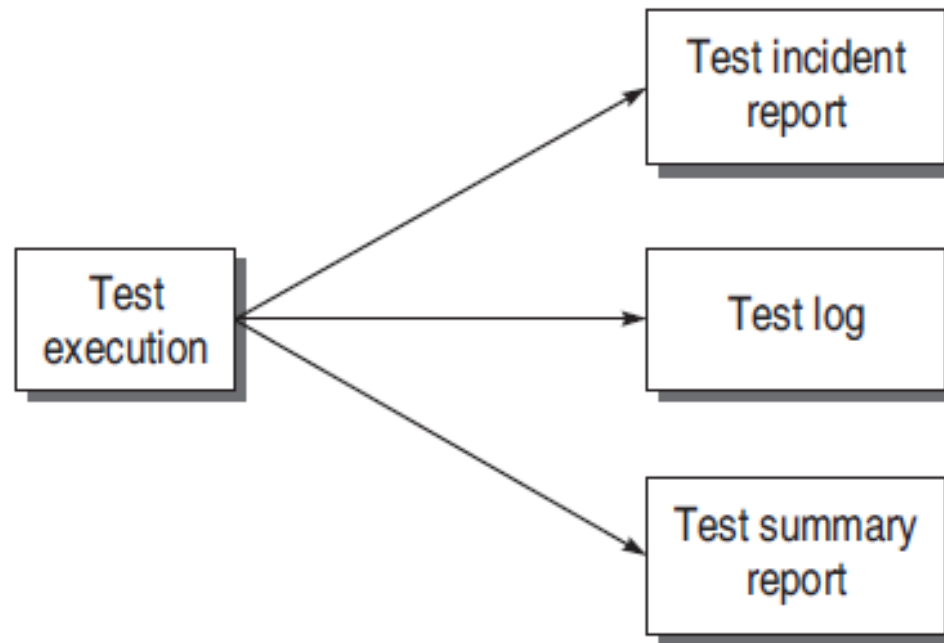 Test incident
report
Test
execution
Test log
Test summary
report